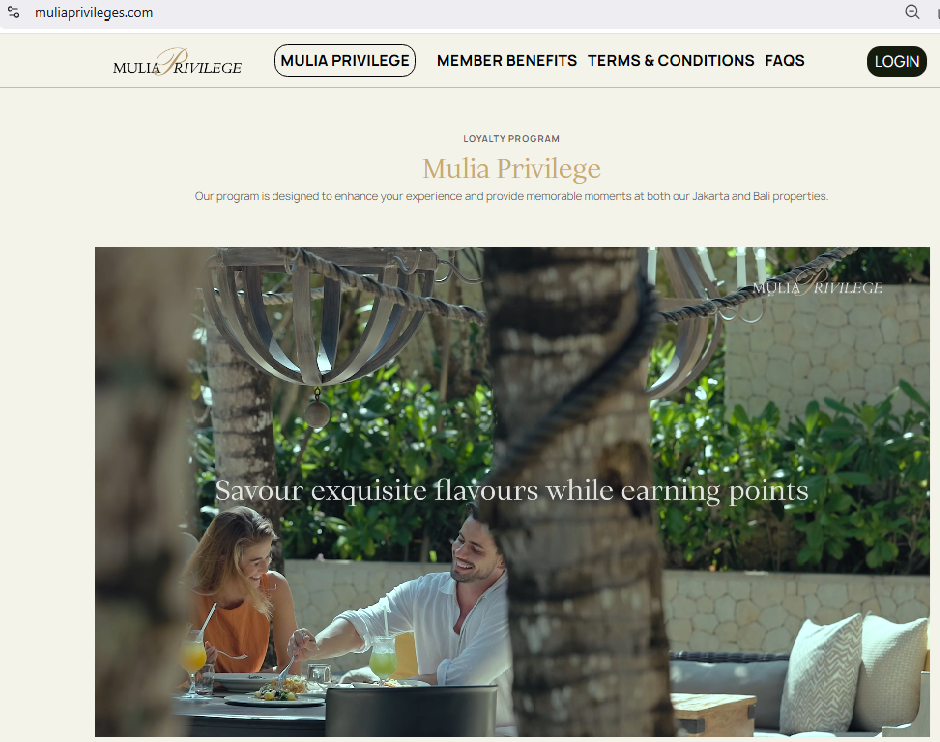 muliaprivileges.com
MULIA PRIVILEGE
MULIA PRIVILEGE
MEMBER BENEFITS
TERMS & CONDITIONS
FAQS
LOGIN
LOYALTY PROGRAM
Mulia Privilege
Our program is designed to enhance your experience and provide memorable moments at both our Jakarta and Bali properties.
MULIA PRIVILEGE
Savour exquisite flavours while earning points